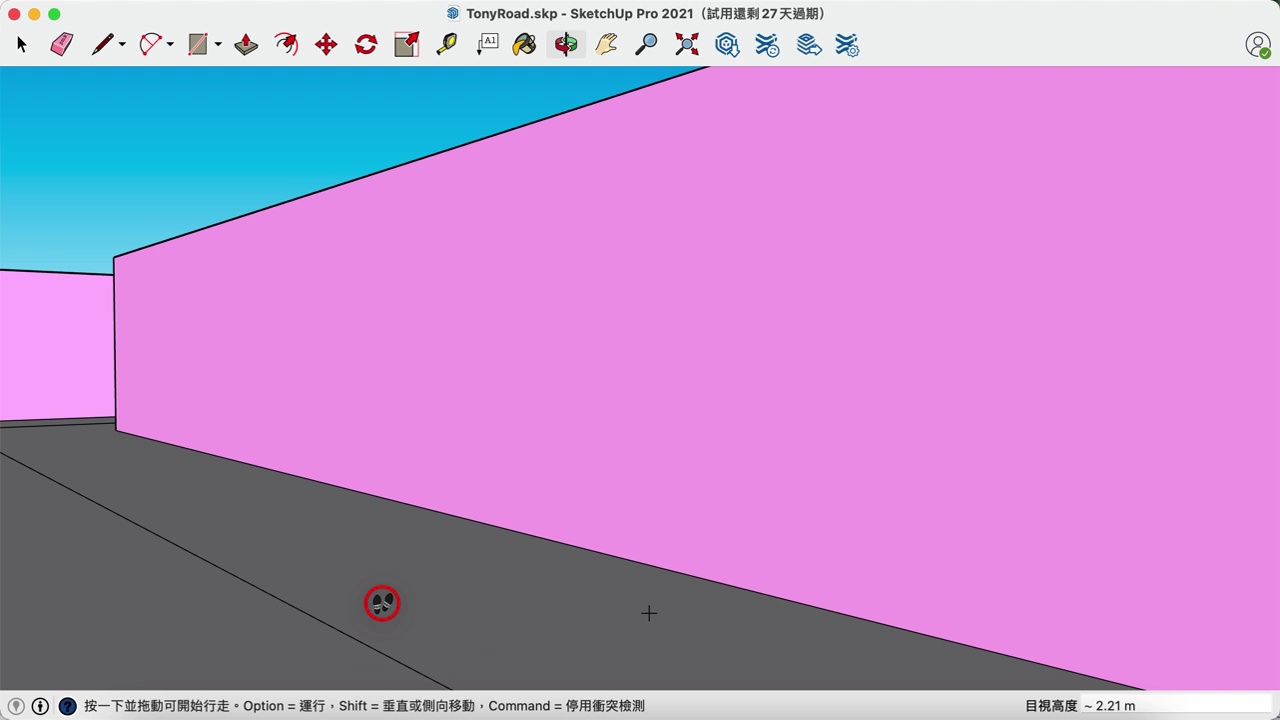 TonyRoad.skp - SketchUp Pro 2021（試用還剩 27 天過期）
A1
按一下並拖動可開始行走。Option = 運行，Shift = 垂直或側向移動，Command = 停用衝突檢測
目視高度 ~ 2.21 m